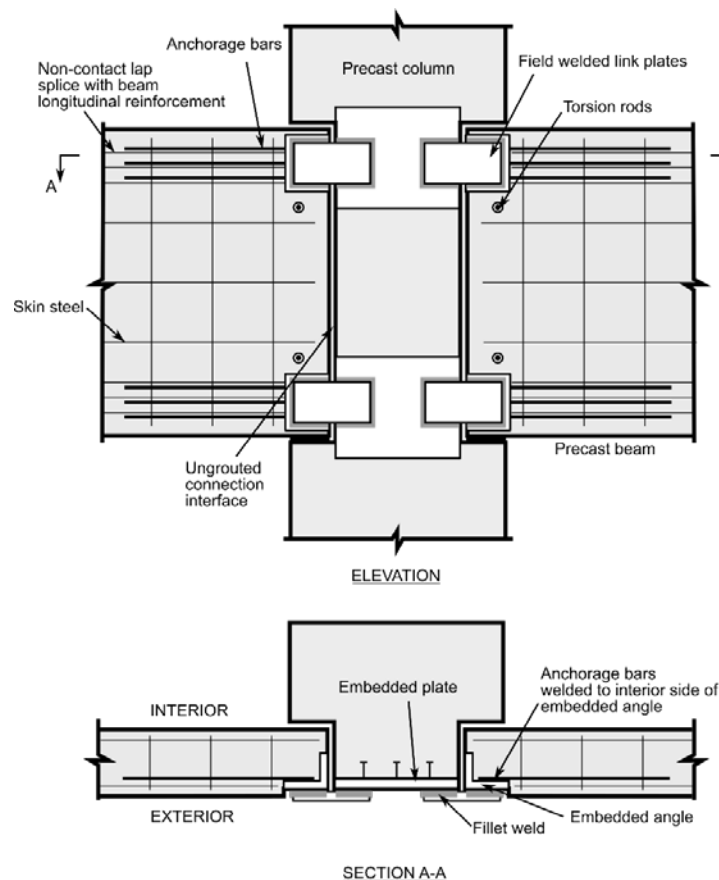 Anchorage bars
Precast column
Field welded link plates
Non-contact lap
splice with beam
longitudinal reinforcement
Torsion rods
A
Skin steel
Ungrouted
connection
interface
Precast beam
ELEVATION
Embedded plate
Anchorage bars
welded to interior side of
embedded angle
INTERIOR
EXTERIOR
Embedded angle
Fillet weld
SECTION A-A